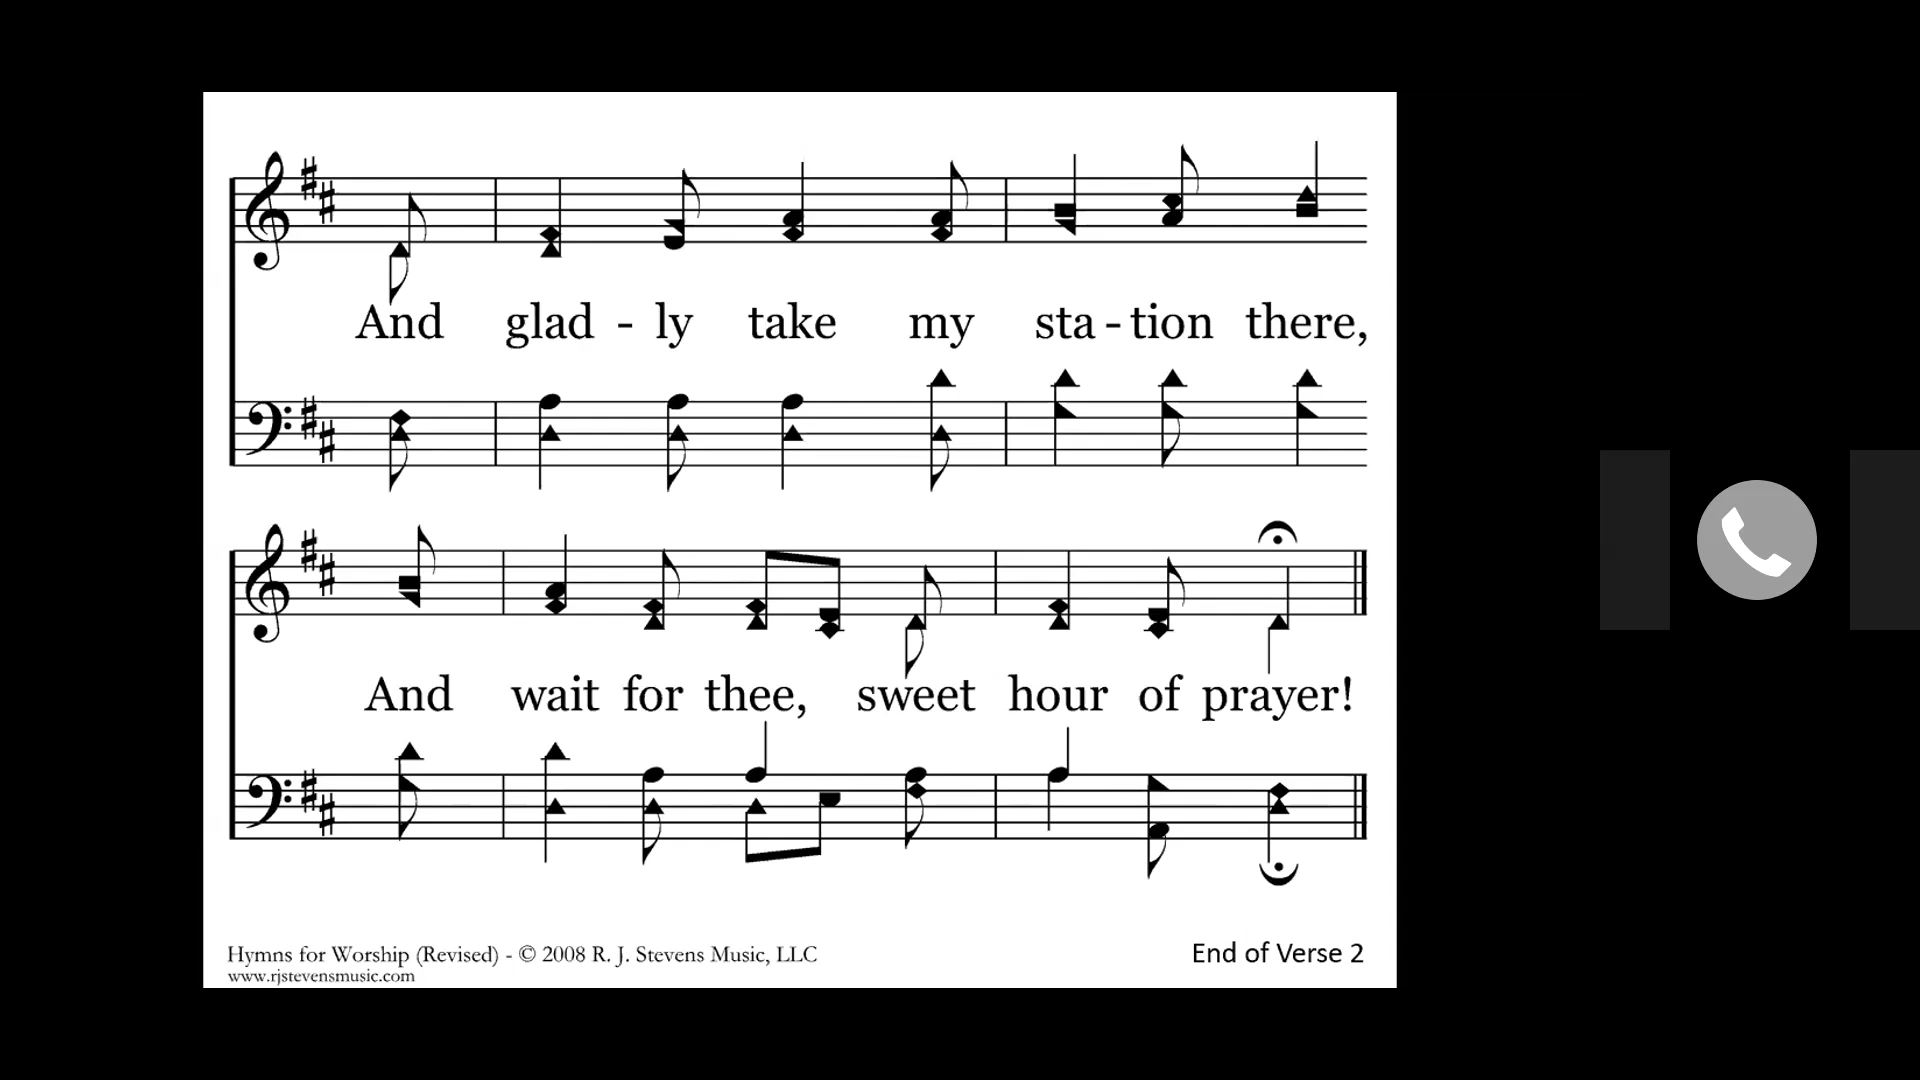 And glad - ly take my sta - tion there,
And wait for thee, sweet hour of prayer!
Hymns for Worship (Revised) - © 2008 R. J. Stevens Music, LLC
www.rjstevensmusic.com
End of Verse 2